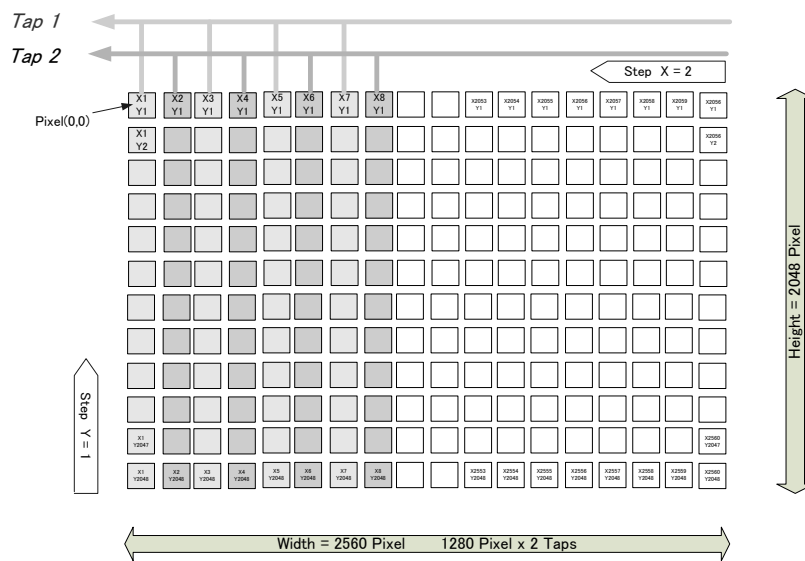 Tap 1
Tap 2
Step X = 2
X1 X2 X3 X4 X5 X6 X7 X8 X2053 X2054 X2055 X2056 X2057 X2058 X2059 X2056
Y1 Y1 Y1 Y1 Y1 Y1 Y1 Y1 Y1 Y1 Y1 Y1 Y1 Y1 Y1 Y1
Pixel(0,0)
X1 X2056
Y2 Y2
Height = 2048 Pixel
Step Y = 1
X1 X2560
Y2047 Y2047
X1 X2 X3 X4 X5 X6 X7 X8 X2553 X2554 X2555 X2556 X2557 X2558 X2559 X2560
Y2048 Y2048 Y2048 Y2048 Y2048 Y2048 Y2048 Y2048 Y2048 Y2048 Y2048 Y2048 Y2048 Y2048 Y2048 Y2048
Width = 2560 Pixel 1280 Pixel x 2 Taps